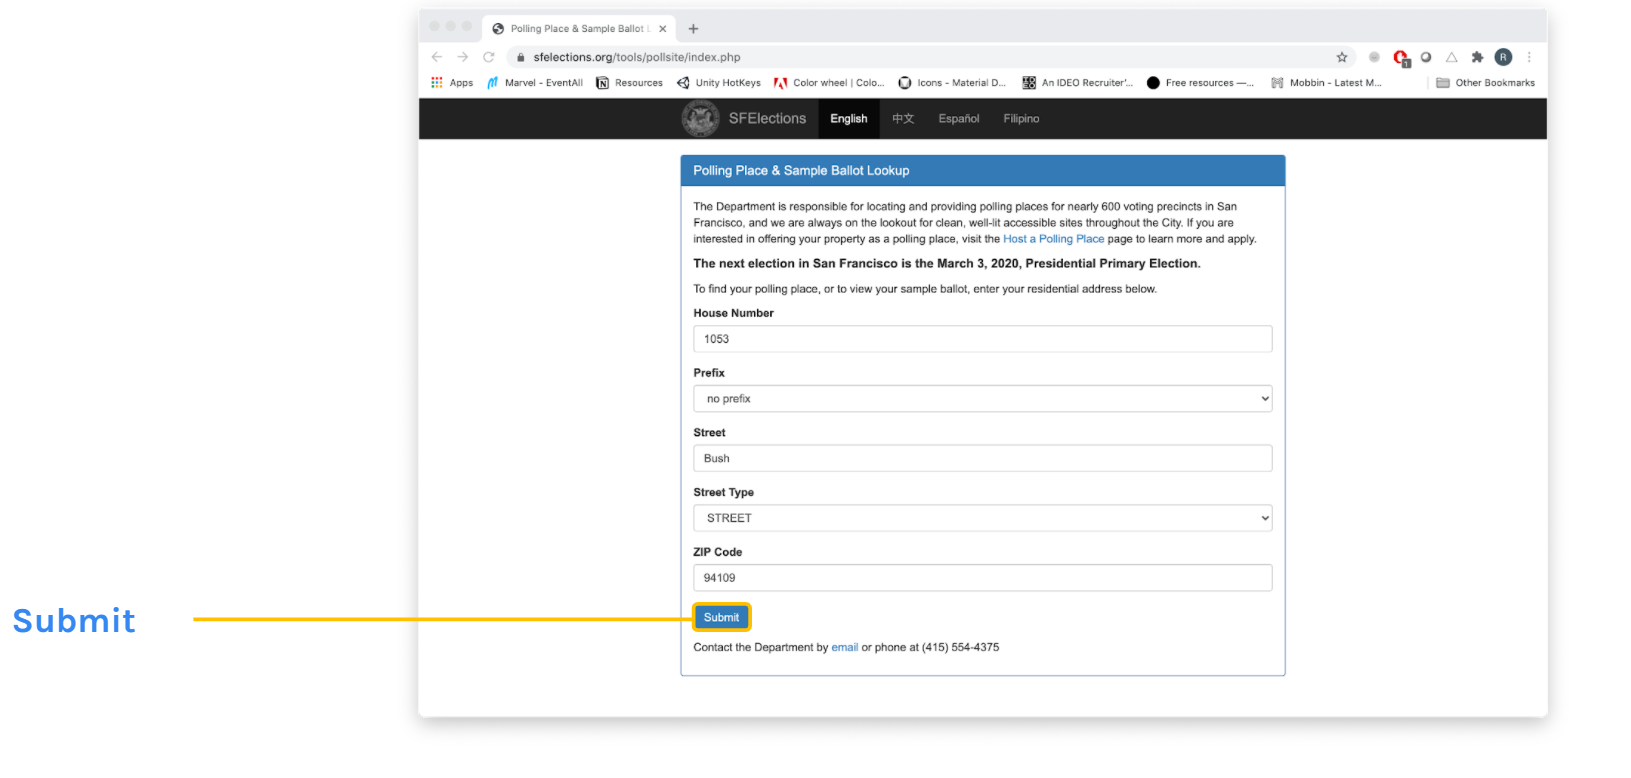 Polling Place & Sample Ballot L
sfelections.org/tools/pollsite/index.php
Apps Marvel - EventAll Resources Unity HotKeys Color wheel | Colo... Icons - Material D... An IDEO Recruiter'... Free resources —... Mobbin - Latest M... Other Bookmarks
SFElections English 中文 Español Filipino
Polling Place & Sample Ballot Lookup
The Department is responsible for locating and providing polling places for nearly 600 voting precincts in San
Francisco, and we are always on the lookout for clean, well-lit accessible sites throughout the City. If you are
interested in offering your property as a polling place, visit the Host a Polling Place page to learn more and apply.
The next election in San Francisco is the March 3, 2020, Presidential Primary Election.
To find your polling place, or to view your sample ballot, enter your residential address below.
House Number
1053
Prefix
no prefix
Street
Bush
Street Type
STREET
ZIP Code
94109
Submit
Submit
Contact the Department by email or phone at (415) 554-4375